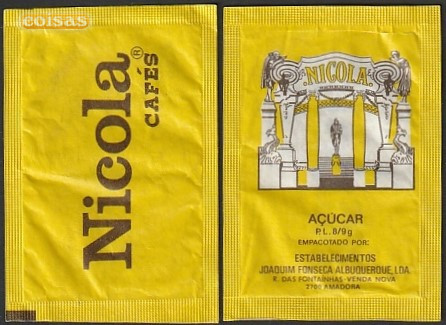 coisas
Nicola®
CAFÉS
NICOLA
AÇÚCAR
P.L. 8/9g
EMPACOTADO POR:
ESTABELECIMENTOS
JOAQUIM FONSECA ALBUQUERQUE, LDA.
R. DAS FONTAINHAS-VENDA NOVA
2700 AMADORA